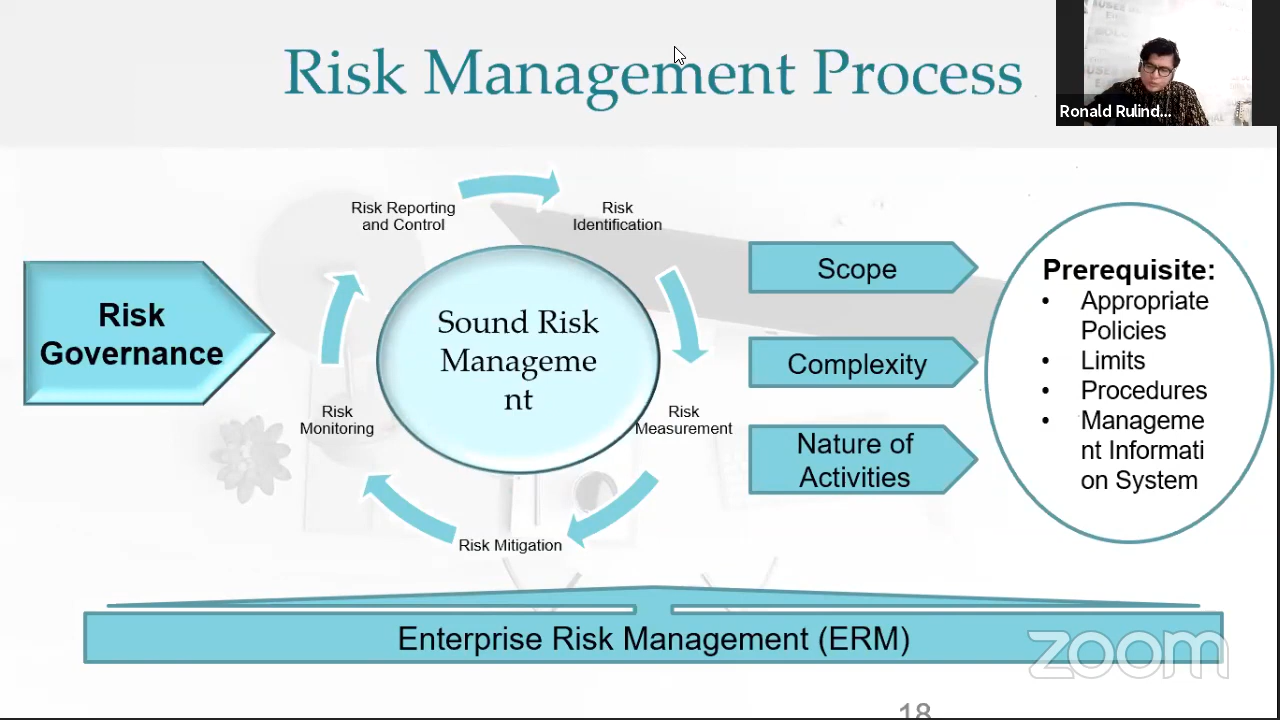 Risk Management Process
Ronald Rulind...
Risk Reporting
and Control
Risk
Identification
Risk
Governance
Sound Risk
Manageme
nt
Risk
Monitoring
Risk
Measurement
Risk Mitigation
Scope
Complexity
Nature of
Activities
Prerequisite:
• Appropriate
Policies
• Limits
• Procedures
• Manageme
nt Informati
on System
Enterprise Risk Management (ERM)
zoom
18